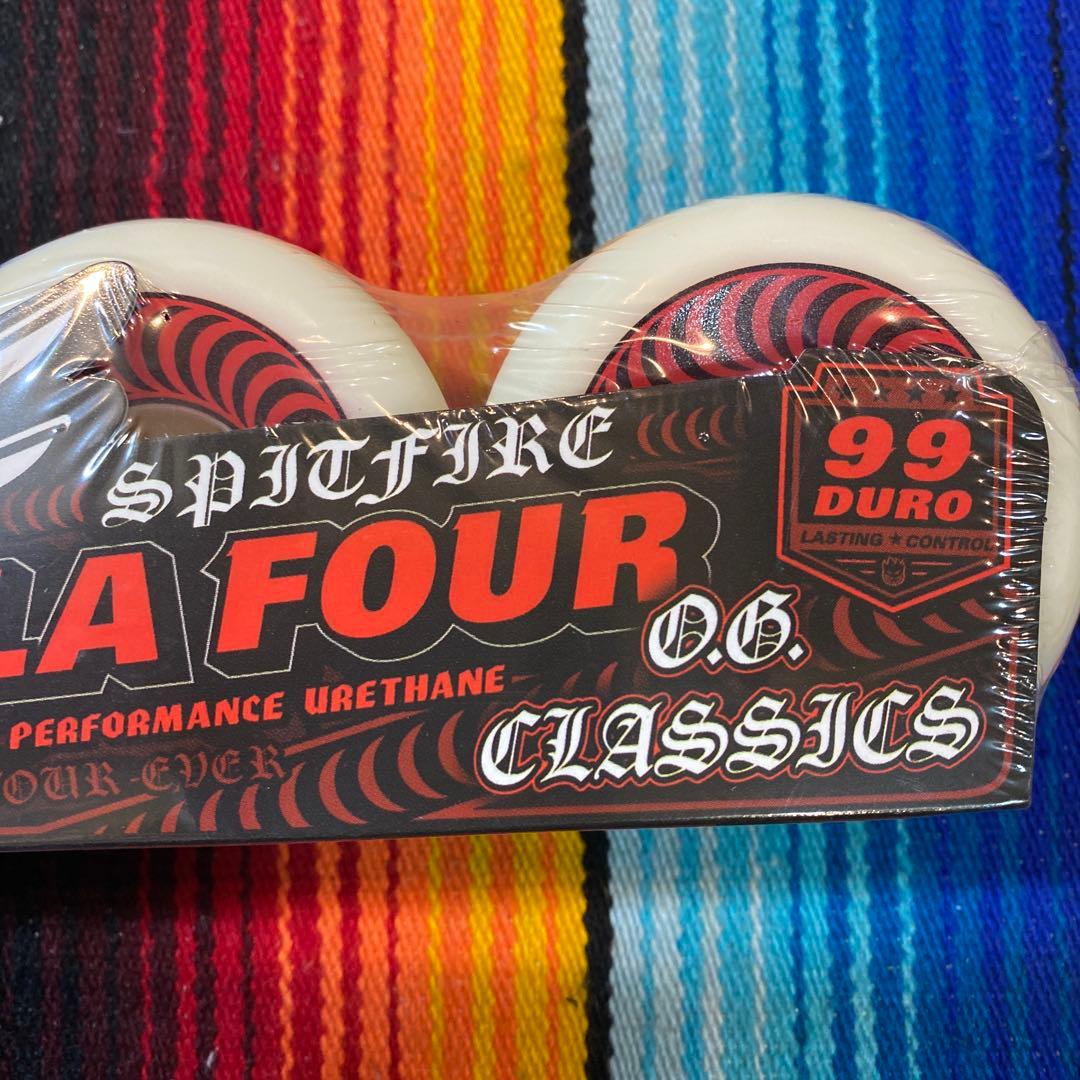 SPITFIRE
LA FOUR
PERFORMANCE URETHANE
OUR-EVER
O.G.
CLASSICS
99
DURO
LASTING ★ CONTROL